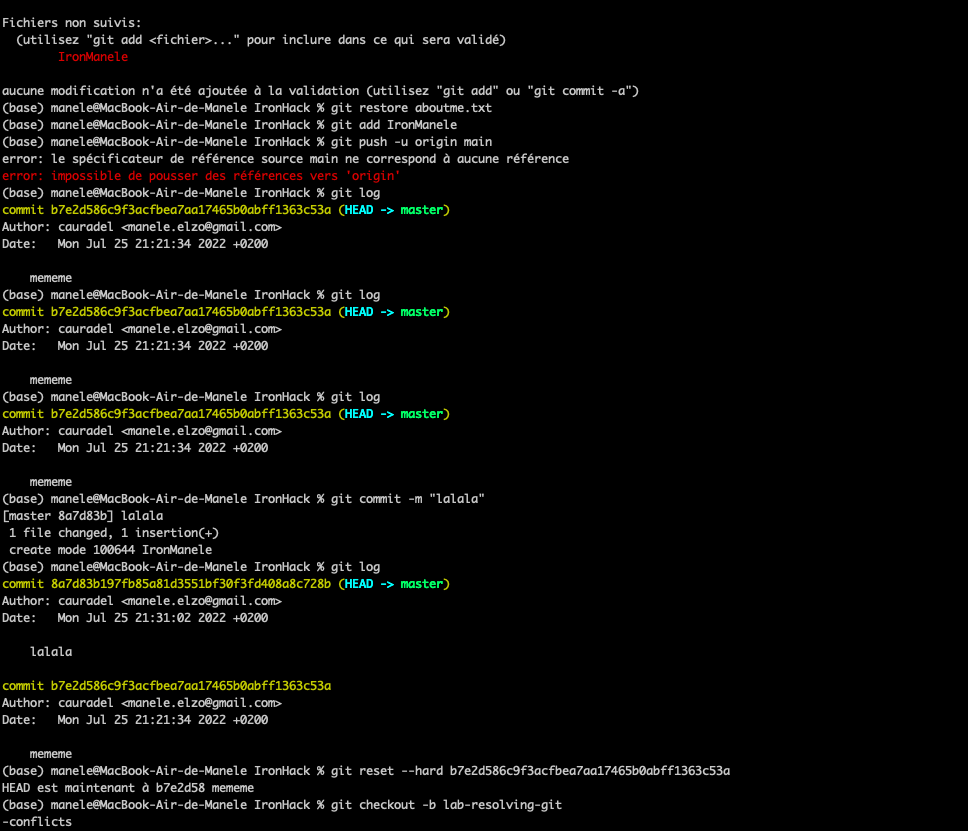 Fichiers non suivis:
  (utilisez "git add <fichier>..." pour inclure dans ce qui sera validé)
        IronManele

aucune modification n'a été ajoutée à la validation (utilisez "git add" ou "git commit -a")
(base) manele@MacBook-Air-de-Manele IronHack % git restore aboutme.txt
(base) manele@MacBook-Air-de-Manele IronHack % git add IronManele
(base) manele@MacBook-Air-de-Manele IronHack % git push -u origin main
error: le spécificateur de référence source main ne correspond à aucune référence
error: impossible de pousser des références vers 'origin'
(base) manele@MacBook-Air-de-Manele IronHack % git log
commit b7e2d586c9f3acfbea7aa17465b0abff1363c53a (HEAD -> master)
Author: cauradel <manele.elzo@gmail.com>
Date:   Mon Jul 25 21:21:34 2022 +0200

    mememe
(base) manele@MacBook-Air-de-Manele IronHack % git log
commit b7e2d586c9f3acfbea7aa17465b0abff1363c53a (HEAD -> master)
Author: cauradel <manele.elzo@gmail.com>
Date:   Mon Jul 25 21:21:34 2022 +0200

    mememe
(base) manele@MacBook-Air-de-Manele IronHack % git log
commit b7e2d586c9f3acfbea7aa17465b0abff1363c53a (HEAD -> master)
Author: cauradel <manele.elzo@gmail.com>
Date:   Mon Jul 25 21:21:34 2022 +0200

    mememe
(base) manele@MacBook-Air-de-Manele IronHack % git commit -m "lalala"
[master 8a7d83b] lalala
 1 file changed, 1 insertion(+)
 create mode 100644 IronManele
(base) manele@MacBook-Air-de-Manele IronHack % git log
commit 8a7d83b197fb85a81d3551bf30f3fd408a8c728b (HEAD -> master)
Author: cauradel <manele.elzo@gmail.com>
Date:   Mon Jul 25 21:31:02 2022 +0200

    lalala

commit b7e2d586c9f3acfbea7aa17465b0abff1363c53a
Author: cauradel <manele.elzo@gmail.com>
Date:   Mon Jul 25 21:21:34 2022 +0200

    mememe
(base) manele@MacBook-Air-de-Manele IronHack % git reset --hard b7e2d586c9f3acfbea7aa17465b0abff1363c53a
HEAD est maintenant à b7e2d58 mememe
(base) manele@MacBook-Air-de-Manele IronHack % git checkout -b lab-resolving-git
-conflicts